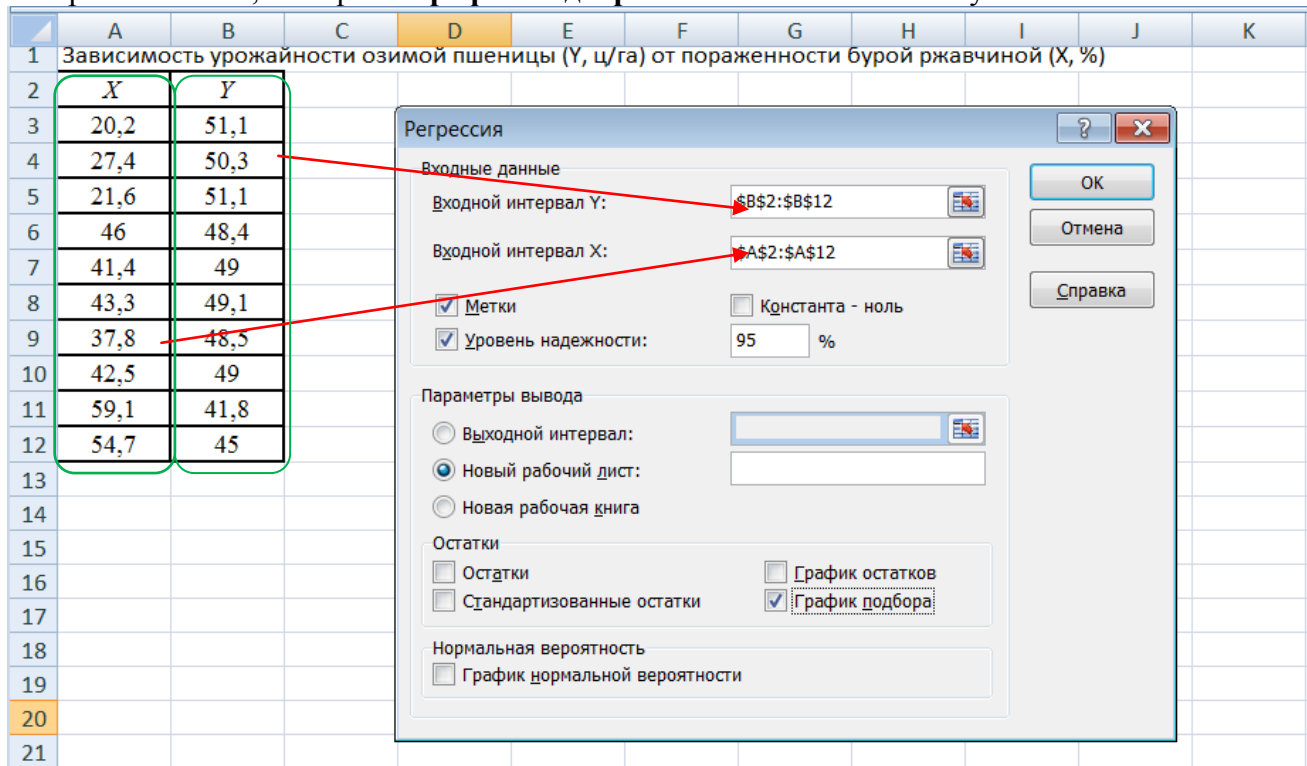 A B C D E F G H I J K
1 Зависимость урожайности озимой пшеницы (Y, ц/га) от пораженности бурой ржавчиной (X, %)
2 X Y
3 20,2 51,1
4 27,4 50,3
5 21,6 51,1
6 46 48,4
7 41,4 49
8 43,3 49,1
9 37,8 48,5
10 42,5 49
11 59,1 41,8
12 54,7 45
13
14
15
16
17
18
19
20
21
Регрессия
Входные данные
Входной интервал Y: $B$2:$B$12
Входной интервал X: $A$2:$A$12
Метки Константа - ноль
Уровень надежности: 95 %
Параметры вывода
Выходной интервал:
Новый рабочий лист:
Новая рабочая книга
Остатки
Остатки График остатков
Стандартизованные остатки График подбора
Нормальная вероятность
График нормальной вероятности
?
ОК
Отмена
Справка